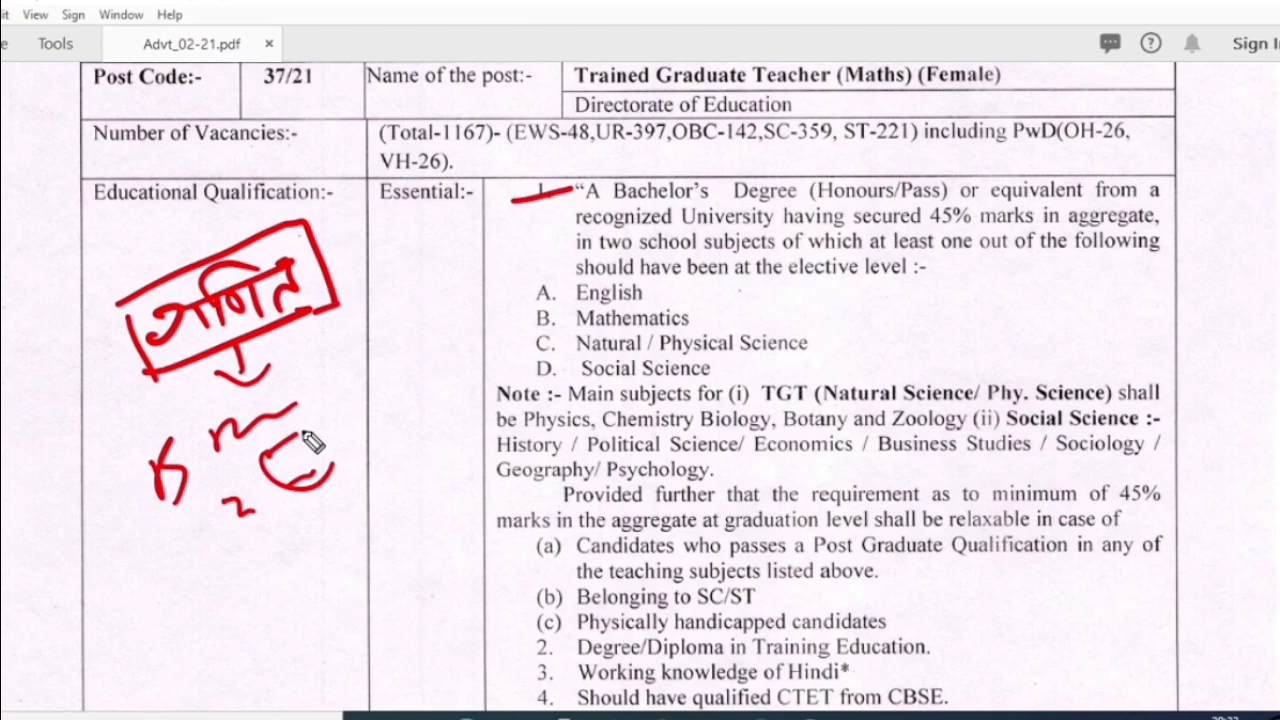 it View Sign Window Help
e Tools Advt_02-21.pdf × Sign I
Post Code:- 37/21 Name of the post:- Trained Graduate Teacher (Maths) (Female)
Directorate of Education
Number of Vacancies:- (Total-1167)- (EWS-48,UR-397,OBC-142,SC-359, ST-221) including PwD(OH-26,
VH-26).
Educational Qualification:- Essential:- 1. “A Bachelor’s Degree (Honours/Pass) or equivalent from a
recognized University having secured 45% marks in aggregate,
in two school subjects of which at least one out of the following
should have been at the elective level :-
गणित
A. English
B. Mathematics
C. Natural / Physical Science
D. Social Science
Note :- Main subjects for (i) TGT (Natural Science/ Phy. Science) shall
be Physics, Chemistry Biology, Botany and Zoology (ii) Social Science :-
History / Political Science/ Economics / Business Studies / Sociology /
Geography/ Psychology.
Provided further that the requirement as to minimum of 45%
marks in the aggregate at graduation level shall be relaxable in case of
(a) Candidates who passes a Post Graduate Qualification in any of
the teaching subjects listed above.
(b) Belonging to SC/ST
(c) Physically handicapped candidates
2. Degree/Diploma in Training Education.
3. Working knowledge of Hindi*
4. Should have qualified CTET from CBSE.